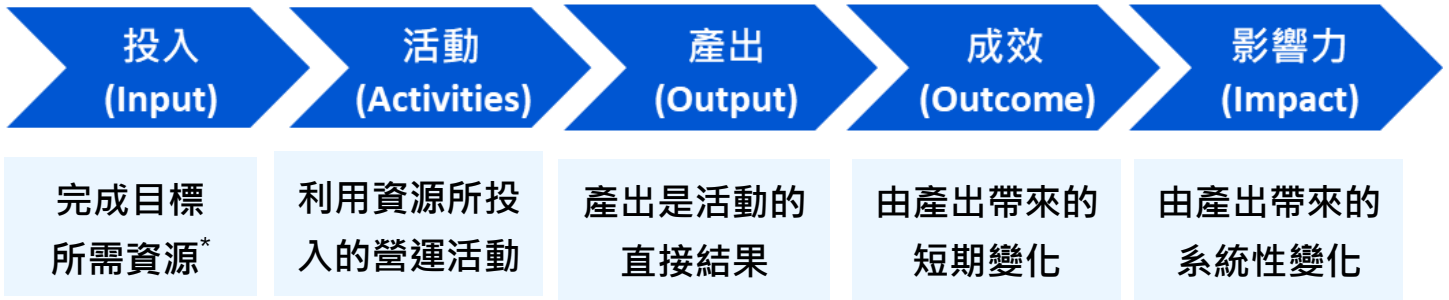 投入
(Input)
活動
(Activities)
產出
(Output)
成效
(Outcome)
影響力
(Impact)
完成目標
所需資源*
利用資源所投
入的營運活動
產出是活動的
直接結果
由產出帶來的
短期變化
由產出帶來的
系統性變化